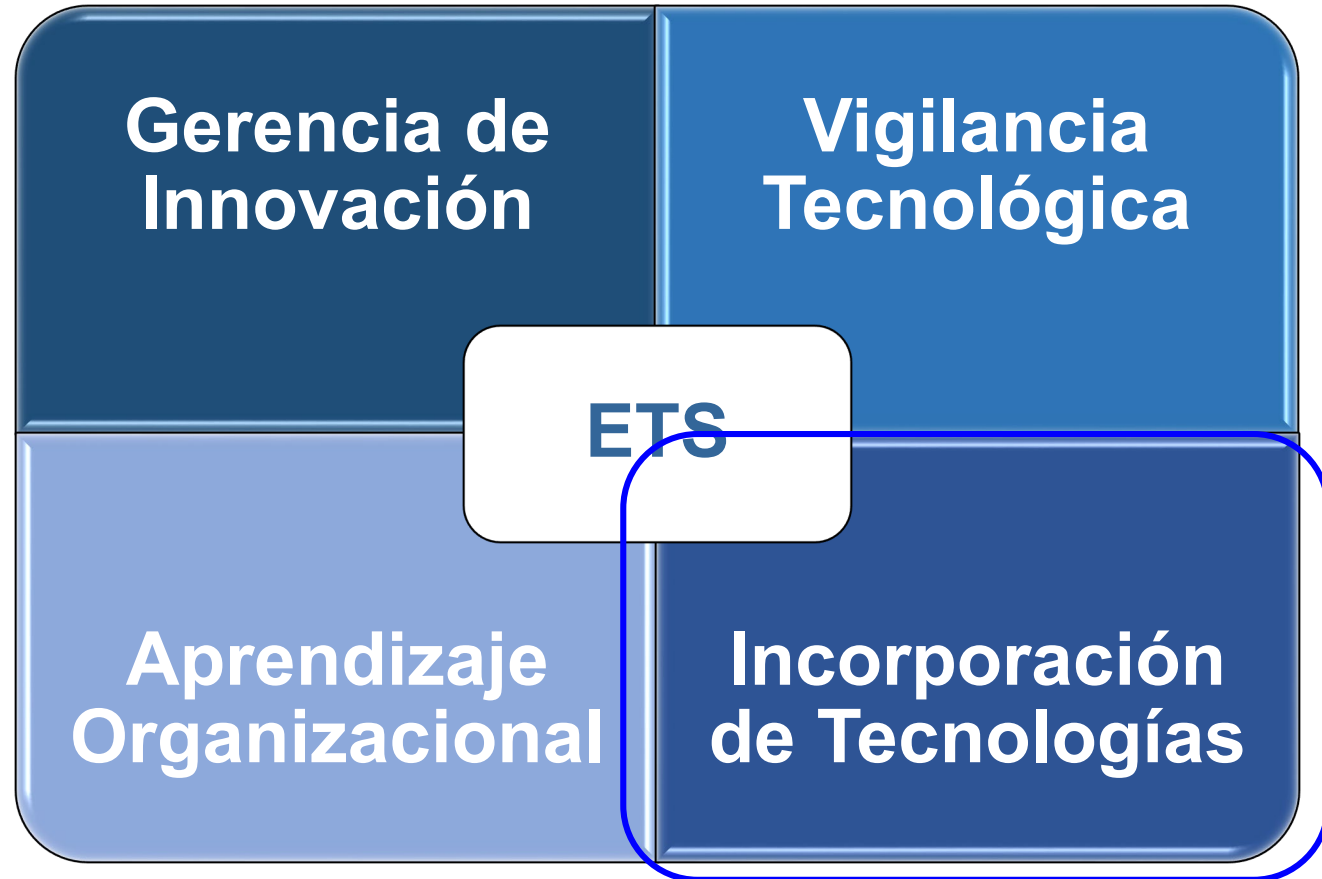 Gerencia de
Innovación
Vigilancia
Tecnológica
ETS
Aprendizaje
Organizacional
Incorporación
de Tecnologías